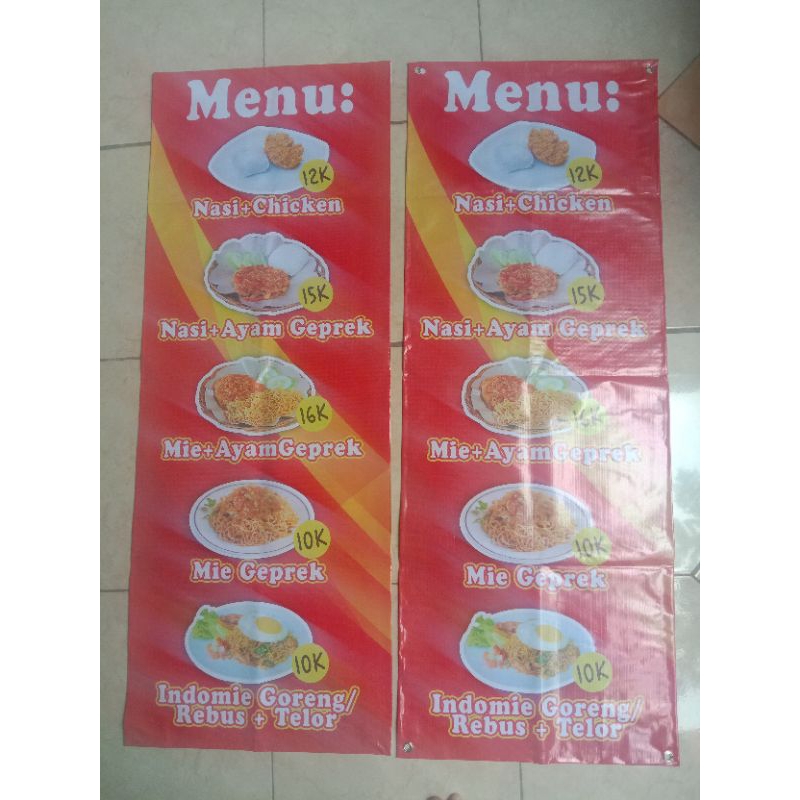 Menu:
12K
Nasi+Chicken
15K
Nasi+Ayam Geprek
16K
Mie+AyamGeprek
10K
Mie Geprek
10K
Indomie Goreng/
Rebus + Telor
Menu:
12K
Nasi+Chicken
15K
Nasi+Ayam Geprek
16K
Mie+AyamGeprek
10K
Mie Geprek
10K
Indomie Goreng/
Rebus + Telor